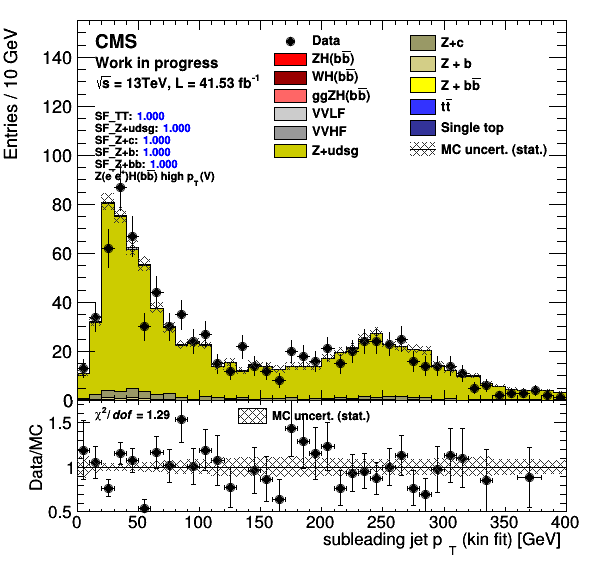 CMS
Work in progress
√s = 13TeV, L = 41.53 fb⁻¹
SF_TT: 1.000
SF_Z+udsg: 1.000
SF_Z+c: 1.000
SF_Z+b: 1.000
SF_Z+bb: 1.000
Z(e⁻e⁺)H(bb̅) high p_T(V)
Data
ZH(bb̅)
WH(bb̅)
ggZH(bb̅)
VVLF
VVHF
Z+udsg
Z+c
Z + b
Z + bb̅
tt̅
Single top
MC uncert. (stat.)
Entries / 10 GeV
140
120
100
80
60
40
20
0
χ²/ dof = 1.29
MC uncert. (stat.)
Data/MC
1.5
1
0.5
0 50 100 150 200 250 300 350 400
subleading jet p_T (kin fit) [GeV]